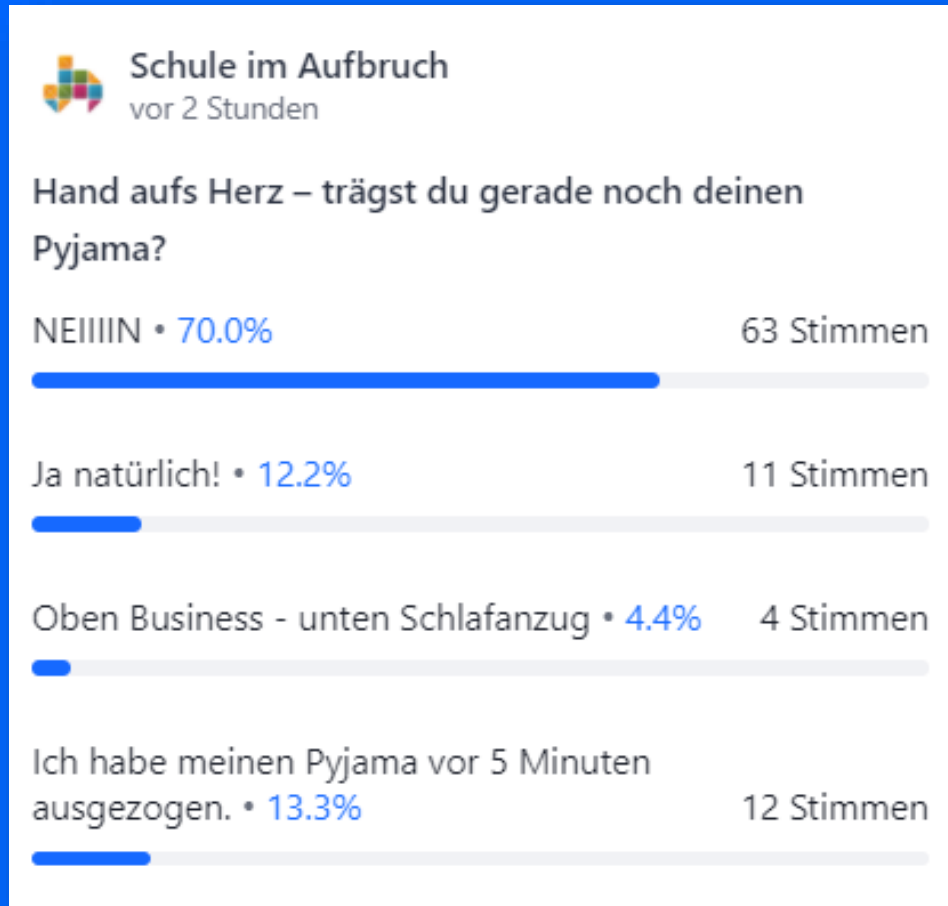 Schule im Aufbruch
vor 2 Stunden
Hand aufs Herz – trägst du gerade noch deinen
Pyjama?
NEIIIIN • 70.0% 63 Stimmen
Ja natürlich! • 12.2% 11 Stimmen
Oben Business - unten Schlafanzug • 4.4% 4 Stimmen
Ich habe meinen Pyjama vor 5 Minuten
ausgezogen. • 13.3% 12 Stimmen